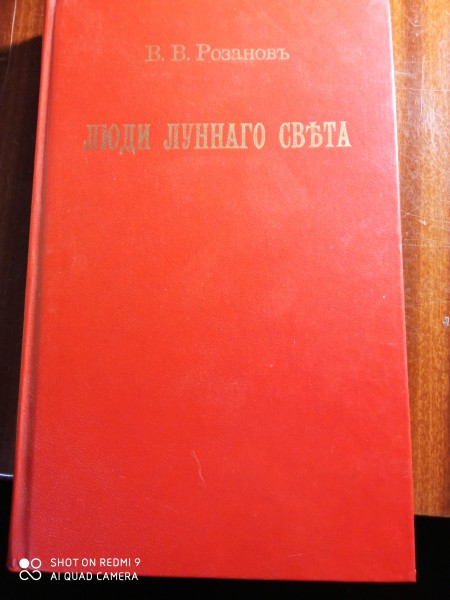 В. В. Розановъ
ЛЮДИ ЛУННАГО СВѢТА
SHOT ON REDMI 9
AI QUAD CAMERA